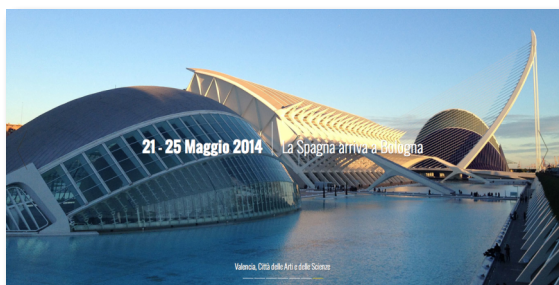 21 - 25 Maggio 2014 | La Spagna arriva a Bologna
Valencia, Città delle Arti e delle Scienze